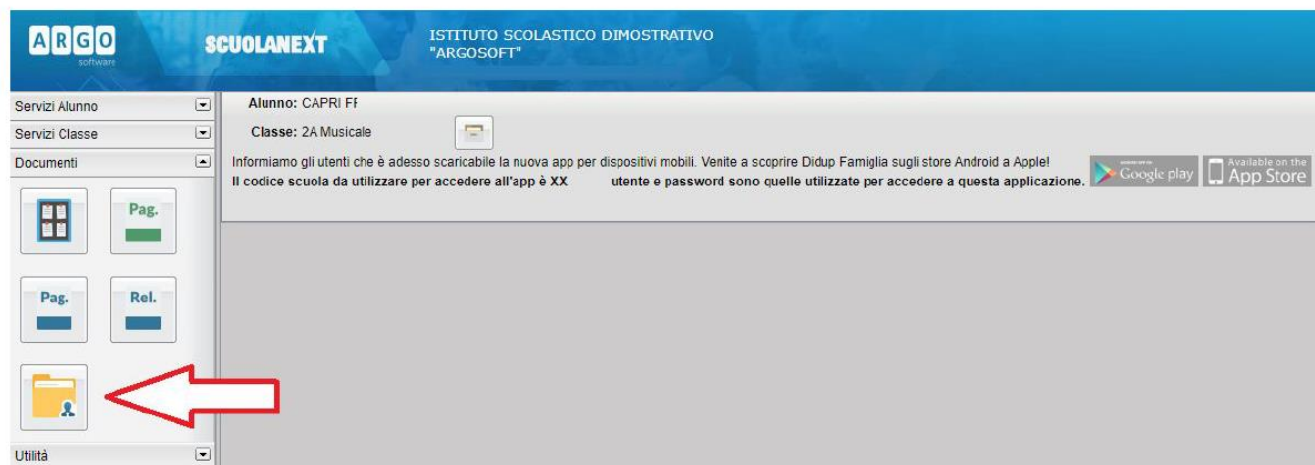 ARGO
software
SCUOLANEXT
ISTITUTO SCOLASTICO DIMOSTRATIVO
"ARGOSOFT"
Servizi Alunno
Servizi Classe
Documenti
Pag.
Pag.
Rel.
Utilità
Alunno: CAPRI FF
Classe: 2A Musicale
Informiamo gli utenti che è adesso scaricabile la nuova app per dispositivi mobili. Venite a scoprire Didup Famiglia sugli store Android a Apple!
Il codice scuola da utilizzare per accedere all'app è XX utente e password sono quelle utilizzate per accedere a questa applicazione.
Google play
Available on the
App Store